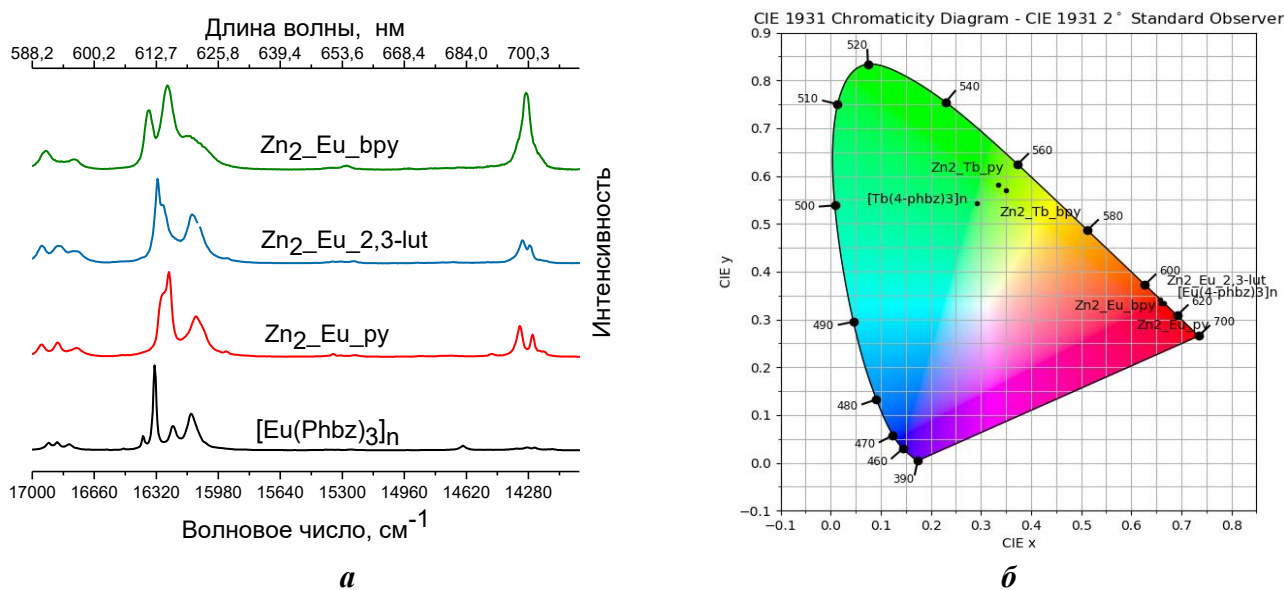 Длина волны, нм
588,2 600,2 612,7 625,8 639,4 653,6 668,4 684,0 700,3
Zn2_Eu_bpy
Zn2_Eu_2,3-lut
Zn2_Eu_py
[Eu(Phbz)3]n
Интенсивность
17000 16660 16320 15980 15640 15300 14960 14620 14280
Волновое число, см-1
а
CIE 1931 Chromaticity Diagram - CIE 1931 2° Standard Observer
0.9
0.8
0.7
0.6
0.5
0.4
0.3
0.2
0.1
0.0
−0.1
CIE y
520
510
540
560
Zn2_Tb_py
[Tb(4-phbz)3]n
Zn2_Tb_bpy
500
580
600
Zn2_Eu_2,3-lut
[Eu(4-phbz)3]n
Zn2_Eu_bpy
620
Zn2_Eu_py
700
490
480
470
460
390
−0.1 0.0 0.1 0.2 0.3 0.4 0.5 0.6 0.7 0.8
CIE x
б